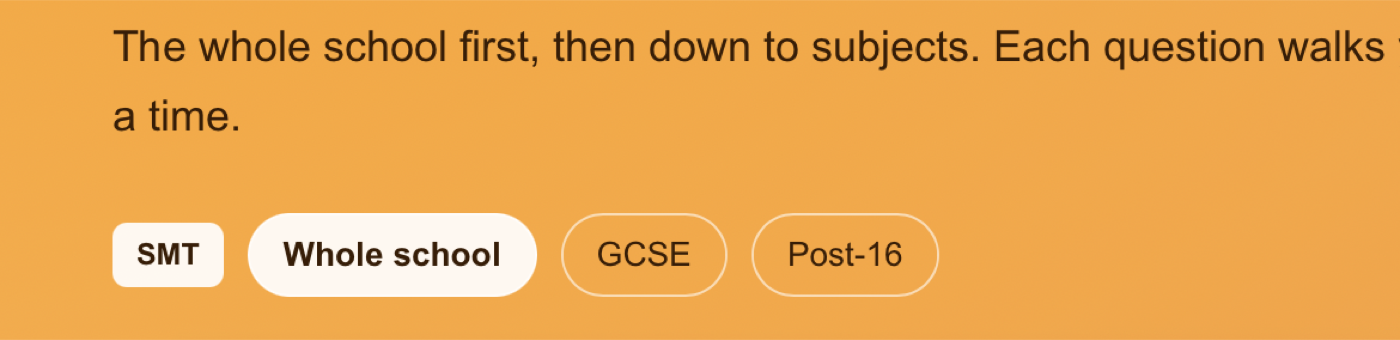 The whole school first, then down to subjects. Each question walks
a time.
SMT Whole school GCSE Post-16